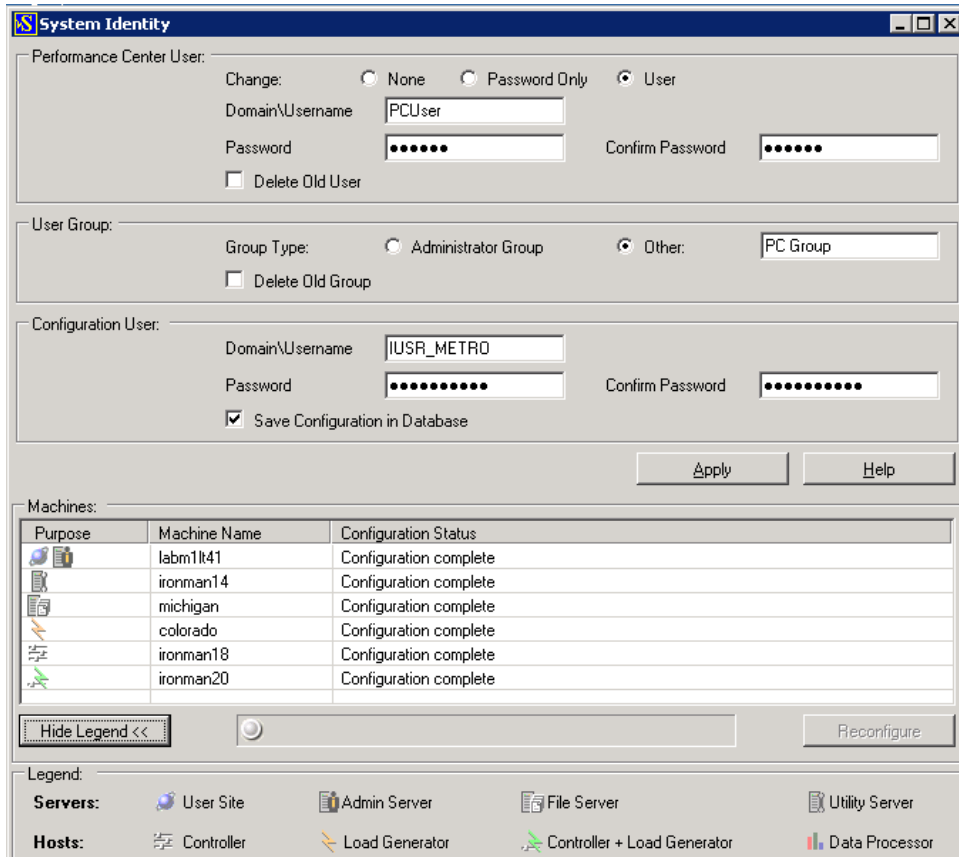 System Identity
Performance Center User:
Change: None Password Only User
Domain\Username PCUser
Password •••••• Confirm Password ••••••
Delete Old User
User Group:
Group Type: Administrator Group Other: PC Group
Delete Old Group
Configuration User:
Domain\Username IUSR_METRO
Password •••••••••• Confirm Password ••••••••••
Save Configuration in Database
Apply Help
Machines:
Purpose Machine Name Configuration Status
labm1lt41 Configuration complete
ironman14 Configuration complete
michigan Configuration complete
colorado Configuration complete
ironman18 Configuration complete
ironman20 Configuration complete
Hide Legend << Reconfigure
Legend:
Servers: User Site Admin Server File Server Utility Server
Hosts: Controller Load Generator Controller + Load Generator Data Processor